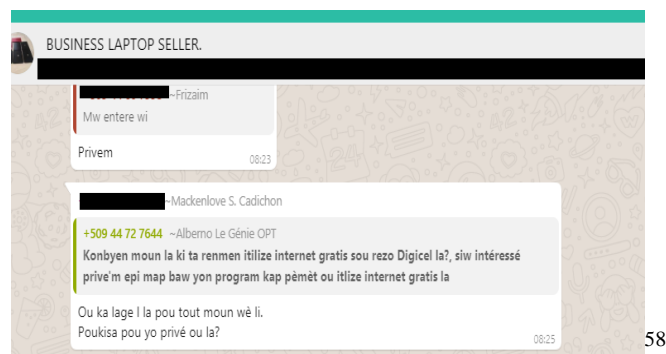 BUSINESS LAPTOP SELLER.
~Frizaim
Mw entere wi
Privem
08:23
~Mackenlove S. Cadichon
+509 44 72 7644 ~Alberno Le Génie OPT
Konbyen moun la ki ta renmen itilize internet gratis sou rezo Digicel la?, siw intéressé
prive'm epi map baw yon program kap pèmèt ou itlize internet gratis la
Ou ka lage l la pou tout moun wè li.
Poukisa pou yo privé ou la?
08:25
58